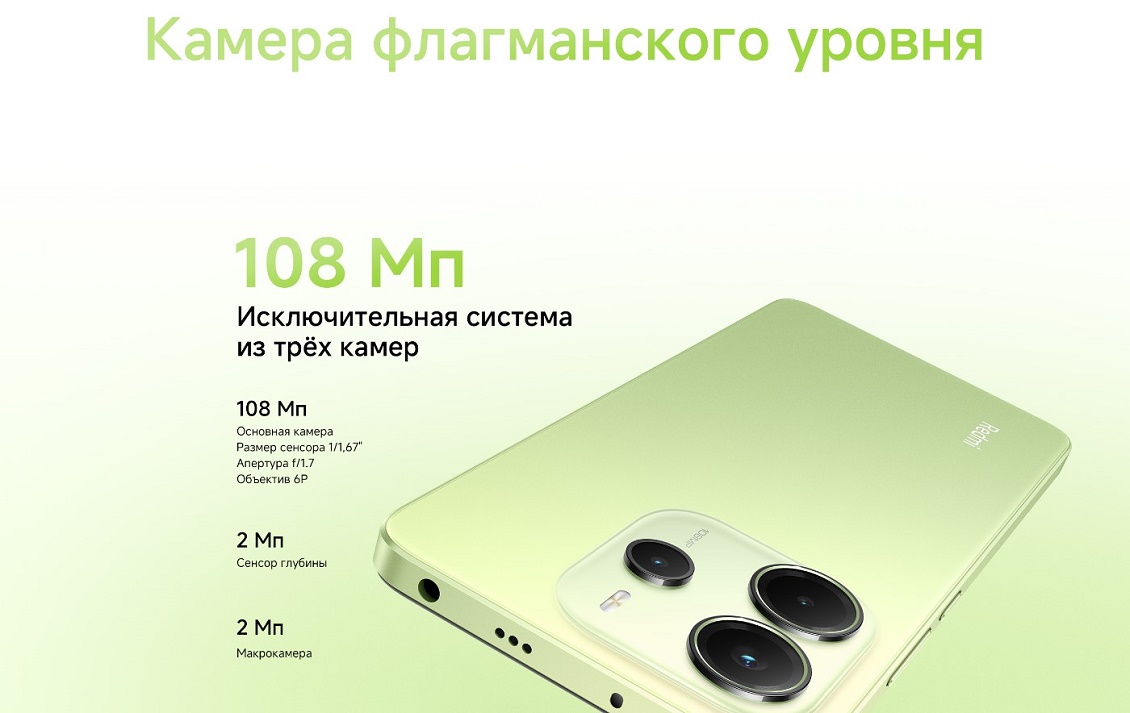 Камера флагманского уровня
108 Мп
Исключительная система
из трёх камер
108 Мп
Основная камера
Размер сенсора 1/1,67"
Апертура f/1.7
Объектив 6P
2 Мп
Сенсор глубины
2 Мп
Макрокамера
Redmi
108MP